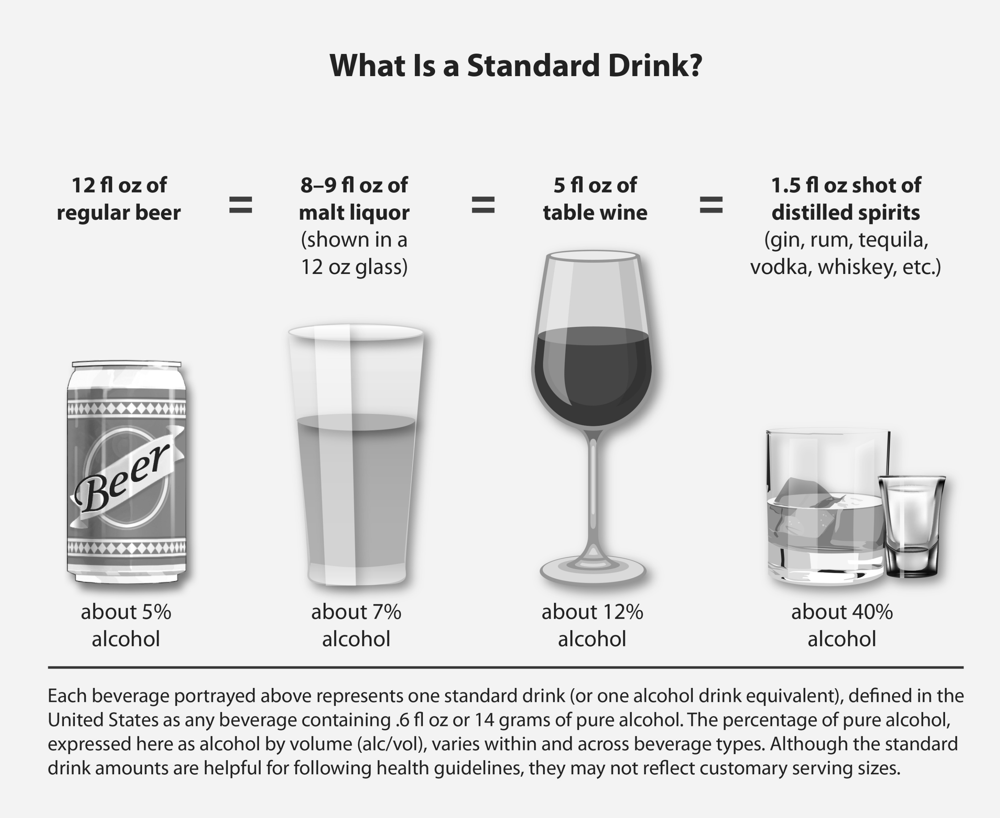 What Is a Standard Drink?
12 fl oz of
regular beer
=
8–9 fl oz of
malt liquor
(shown in a
12 oz glass)
=
5 fl oz of
table wine
=
1.5 fl oz shot of
distilled spirits
(gin, rum, tequila,
vodka, whiskey, etc.)
Beer
about 5%
alcohol
about 7%
alcohol
about 12%
alcohol
about 40%
alcohol
Each beverage portrayed above represents one standard drink (or one alcohol drink equivalent), defined in the
United States as any beverage containing .6 fl oz or 14 grams of pure alcohol. The percentage of pure alcohol,
expressed here as alcohol by volume (alc/vol), varies within and across beverage types. Although the standard
drink amounts are helpful for following health guidelines, they may not reflect customary serving sizes.